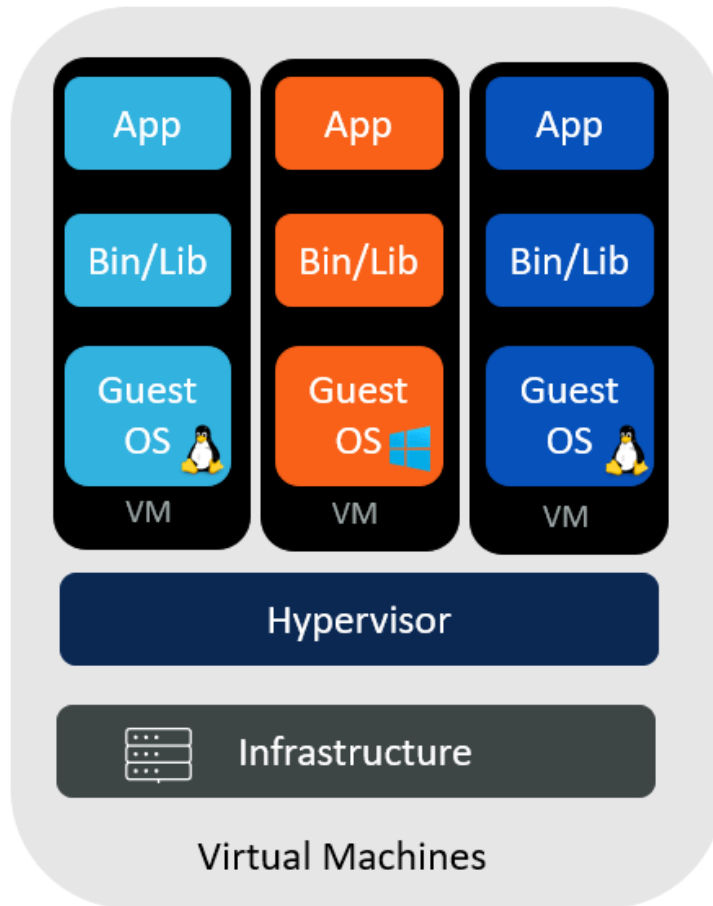 App
App
App
Bin/Lib
Bin/Lib
Bin/Lib
Guest
OS
Guest
OS
Guest
OS
VM
VM
VM
Hypervisor
Infrastructure
Virtual Machines